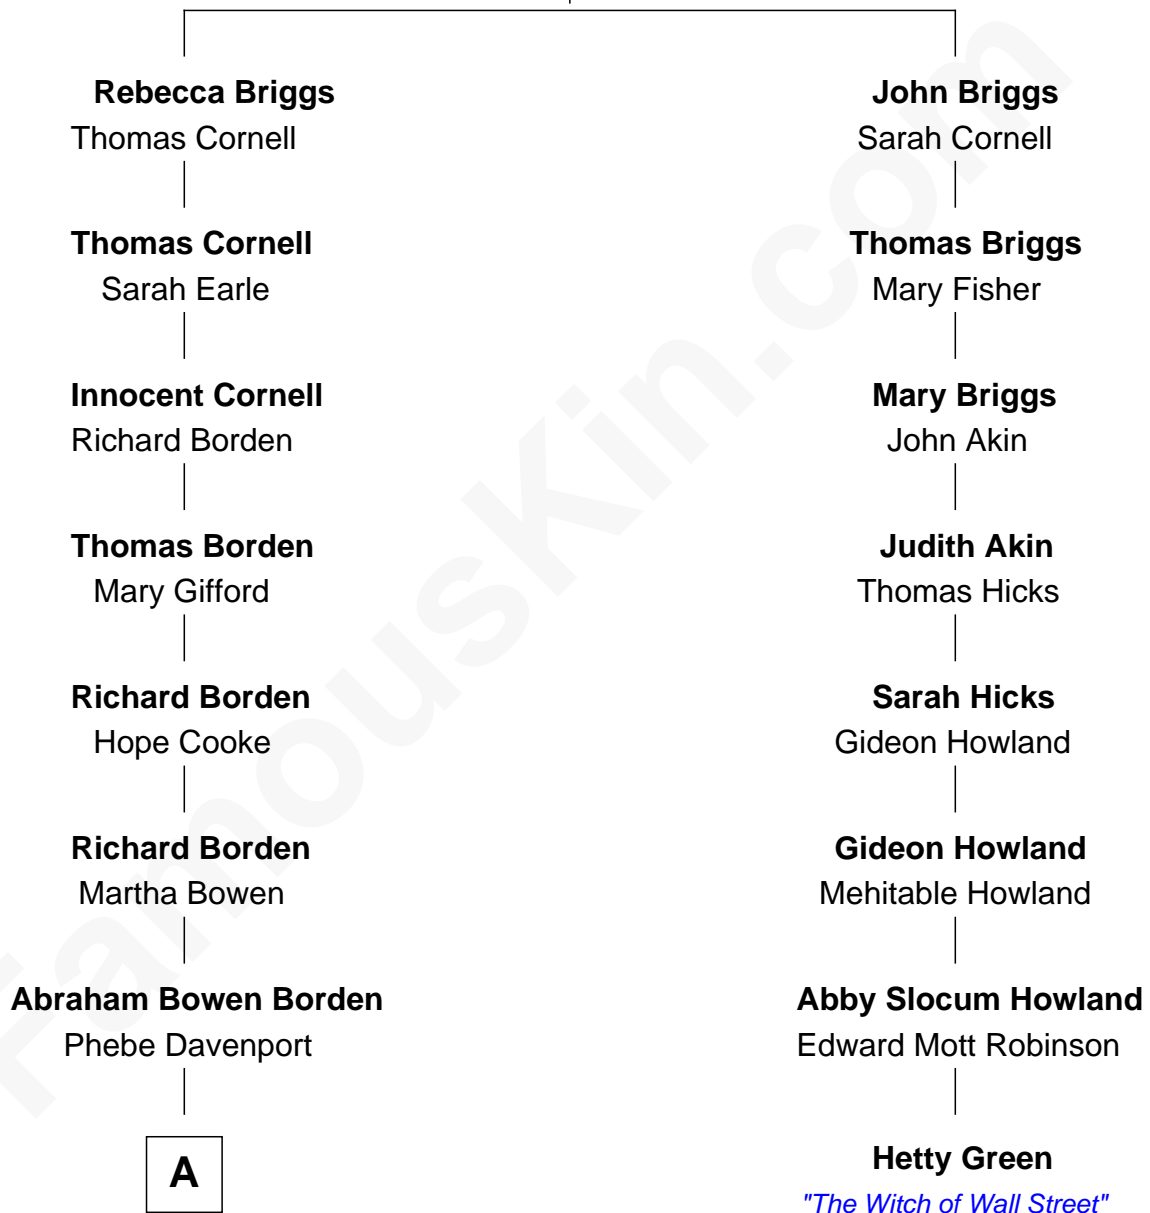 Rebecca Briggs
Thomas Cornell
Thomas Cornell
Sarah Earle
Innocent Cornell
Richard Borden
Thomas Borden
Mary Gifford
Richard Borden
Hope Cooke
Richard Borden
Martha Bowen
Abraham Bowen Borden
Phebe Davenport
A
John Briggs
Sarah Cornell
Thomas Briggs
Mary Fisher
Mary Briggs
John Akin
Judith Akin
Thomas Hicks
Sarah Hicks
Gideon Howland
Gideon Howland
Mehitable Howland
Abby Slocum Howland
Edward Mott Robinson
Hetty Green
"The Witch of Wall Street"
FamousKin.com